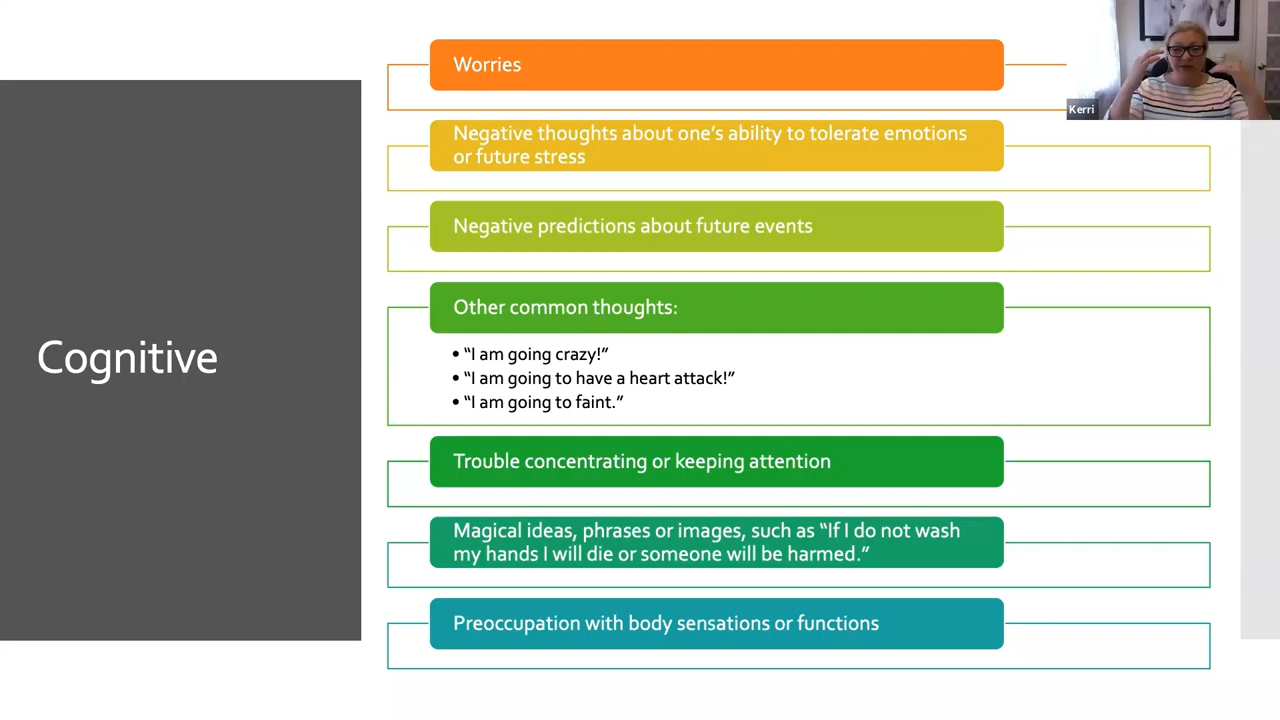 Cognitive
Worries
Kerri
Negative thoughts about one’s ability to tolerate emotions
or future stress
Negative predictions about future events
Other common thoughts:
• “I am going crazy!”
• “I am going to have a heart attack!”
• “I am going to faint.”
Trouble concentrating or keeping attention
Magical ideas, phrases or images, such as “If I do not wash
my hands I will die or someone will be harmed.”
Preoccupation with body sensations or functions